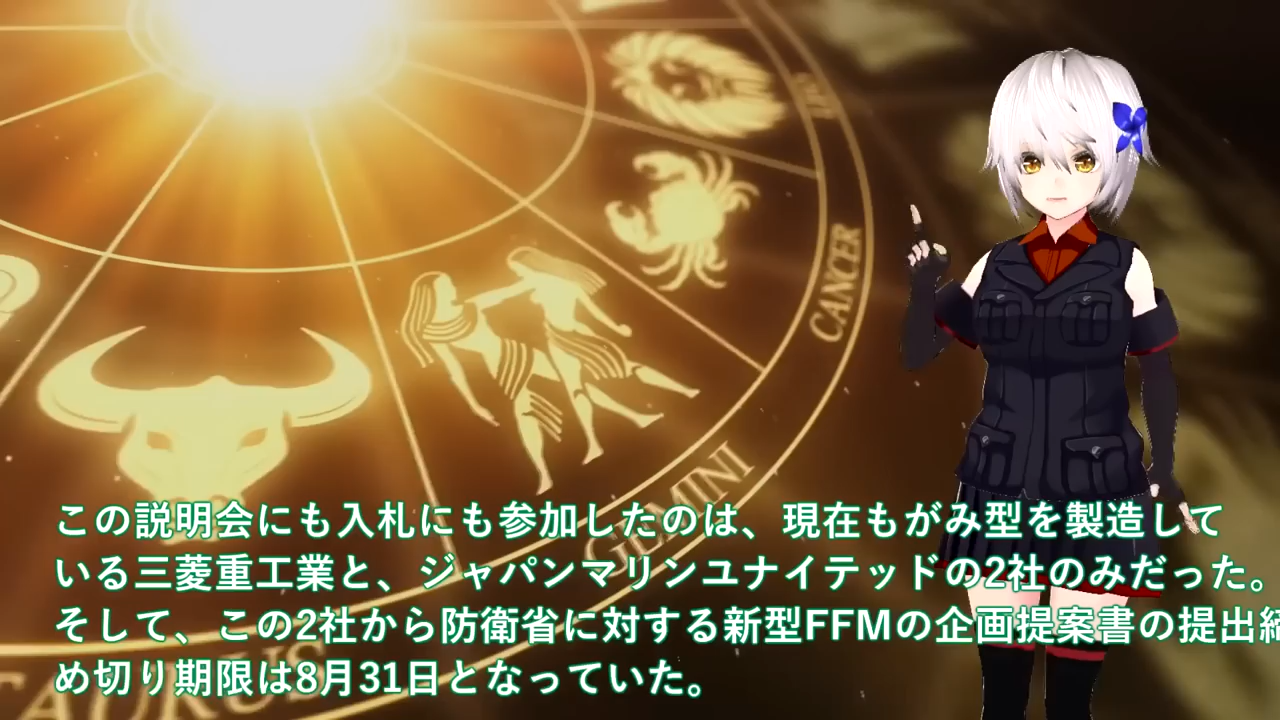 LEO
CANCER
GEMINI
この説明会にも入札にも参加したのは、現在もがみ型を製造して
いる三菱重工業と、ジャパンマリンユナイテッドの2社のみだった。
そして、この2社から防衛省に対する新型FFMの企画提案書の提出締
め切り期限は8月31日となっていた。
TAURUS